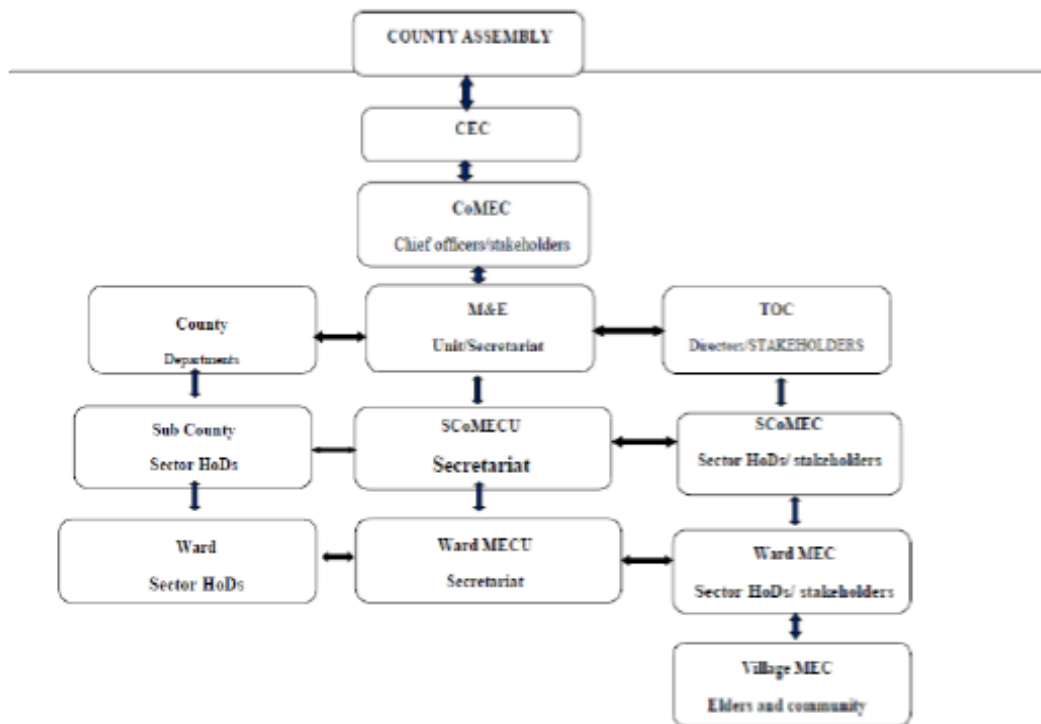 COUNTY ASSEMBLY
CEC
CoMEC
Chief officers/stakeholders
County
Departments
M&E
Unit/Secretariat
TOC
Directors/STAKEHOLDERS
Sub County
Sector HoDs
SCoMECU
Secretariat
SCoMEC
Sector HoDs/ stakeholders
Ward
Sector HoDs
Ward MECU
Secretariat
Ward MEC
Sector HoDs/ stakeholders
Village MEC
Elders and community